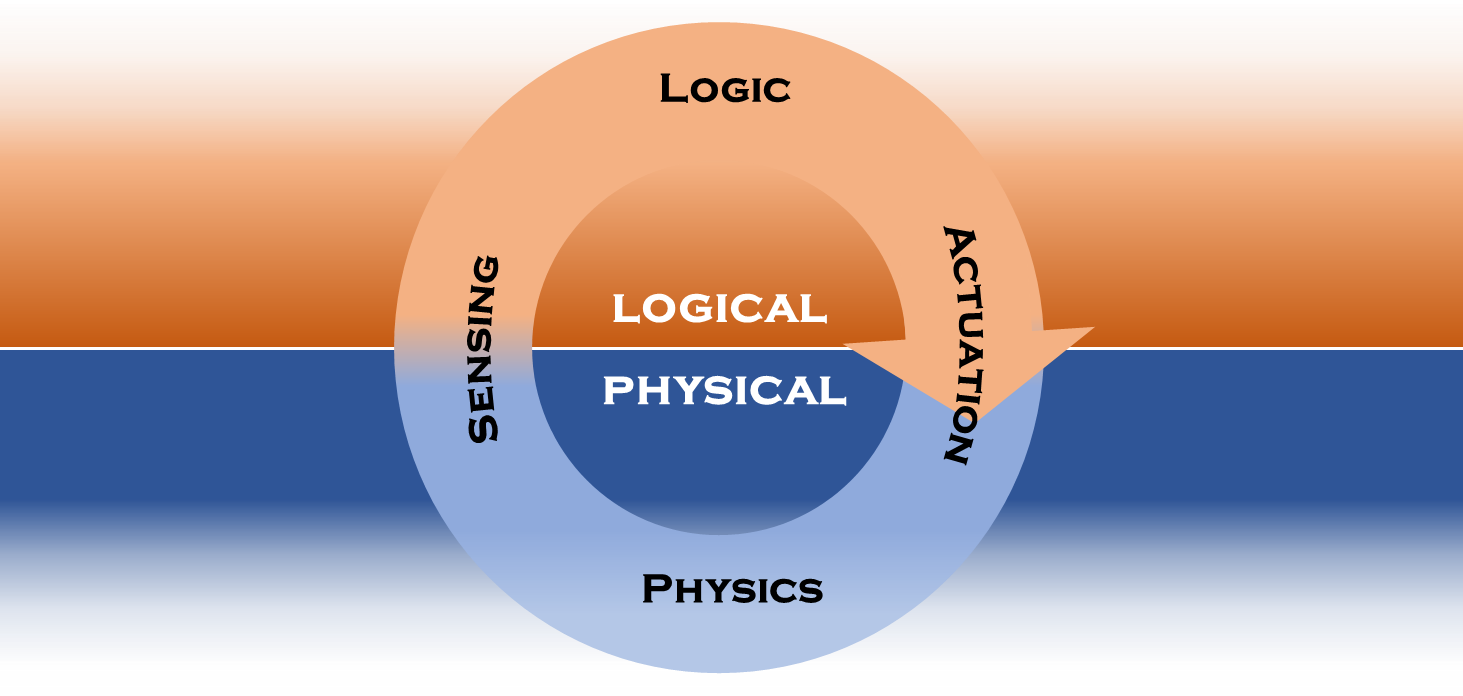 Logic
Sensing
Actuation
LOGICAL
PHYSICAL
Physics